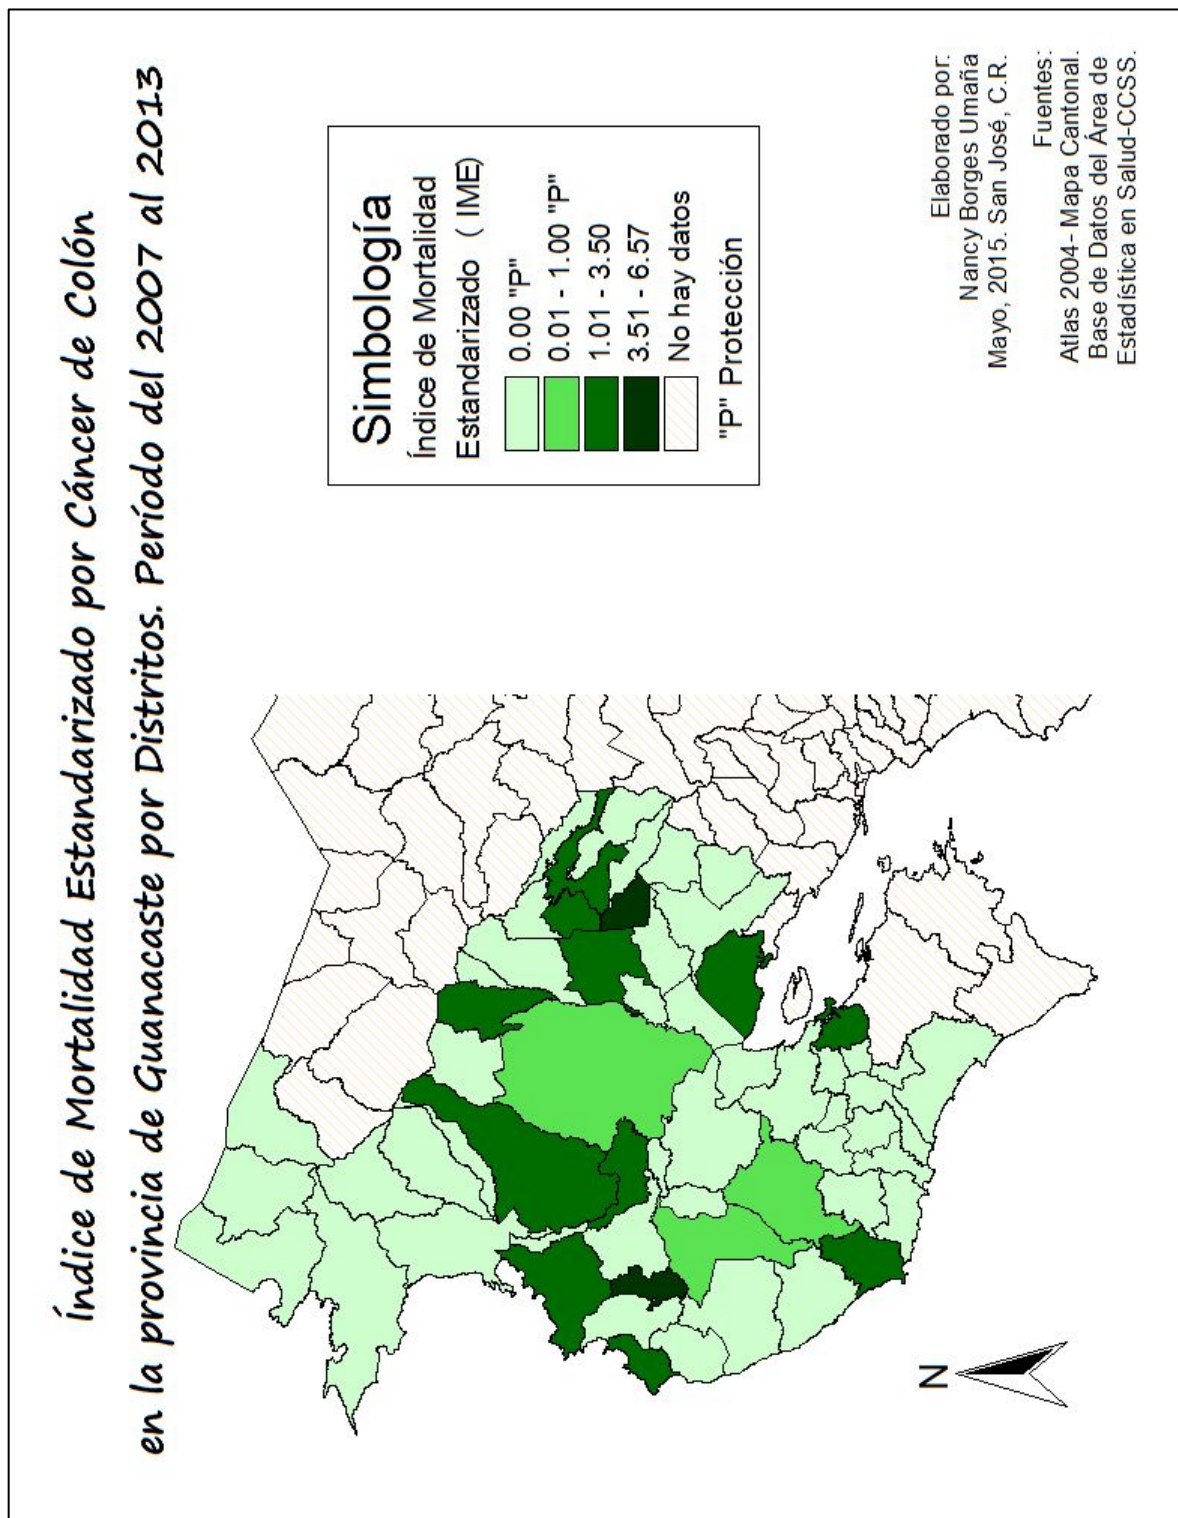 Índice de Mortalidad Estandarizado por Cáncer de Colón
en la provincia de Guanacaste por Distritos. Período del 2007 al 2013
Simbología
Índice de Mortalidad
Estandarizado ( IME)
0.00 "P"
0.01 - 1.00 "P"
1.01 - 3.50
3.51 - 6.57
No hay datos
"P" Protección
N
Elaborado por:
Nancy Borges Umaña
Mayo, 2015. San José, C.R.
Fuentes:
Atlas 2004- Mapa Cantonal.
Base de Datos del Área de
Estadística en Salud-CCSS.